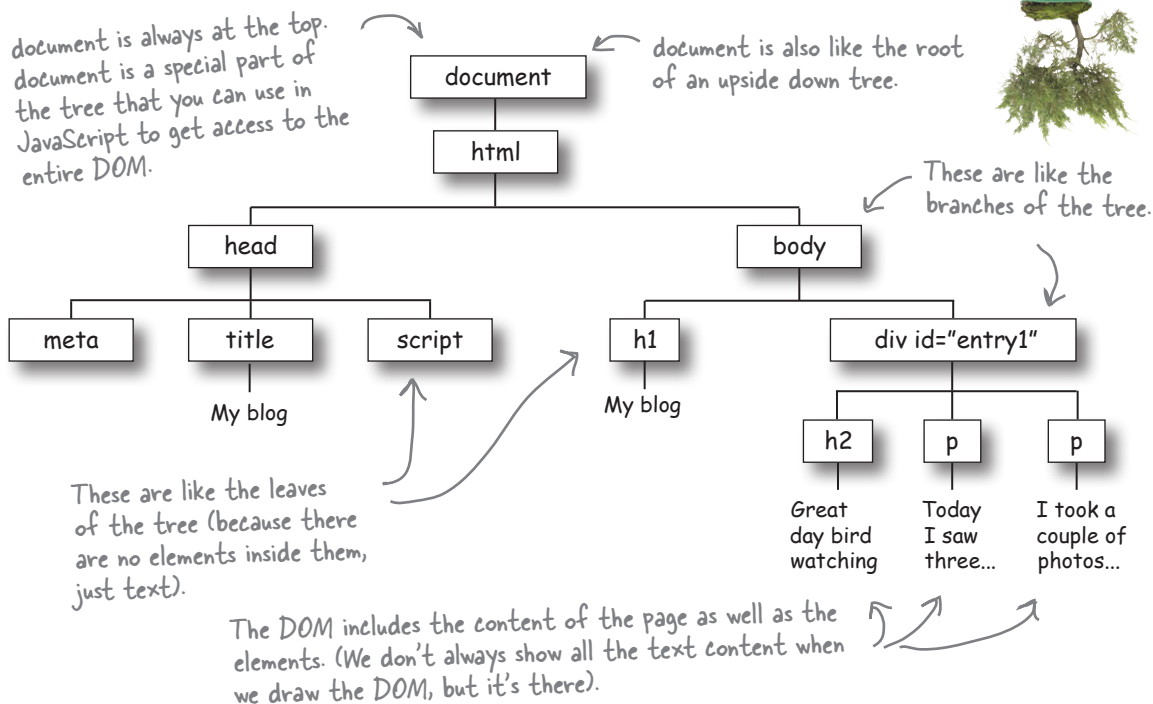 document is always at the top.
document is a special part of
the tree that you can use in
JavaScript to get access to the
entire DOM.
document
document is also like the root
of an upside down tree.
html
These are like the
branches of the tree.
head
body
meta
title
script
h1
div id="entry1"
My blog
My blog
h2
p
p
Great
day bird
watching
Today
I saw
three...
I took a
couple of
photos...
These are like the leaves
of the tree (because there
are no elements inside them,
just text).
The DOM includes the content of the page as well as the
elements. (We don't always show all the text content when
we draw the DOM, but it's there).